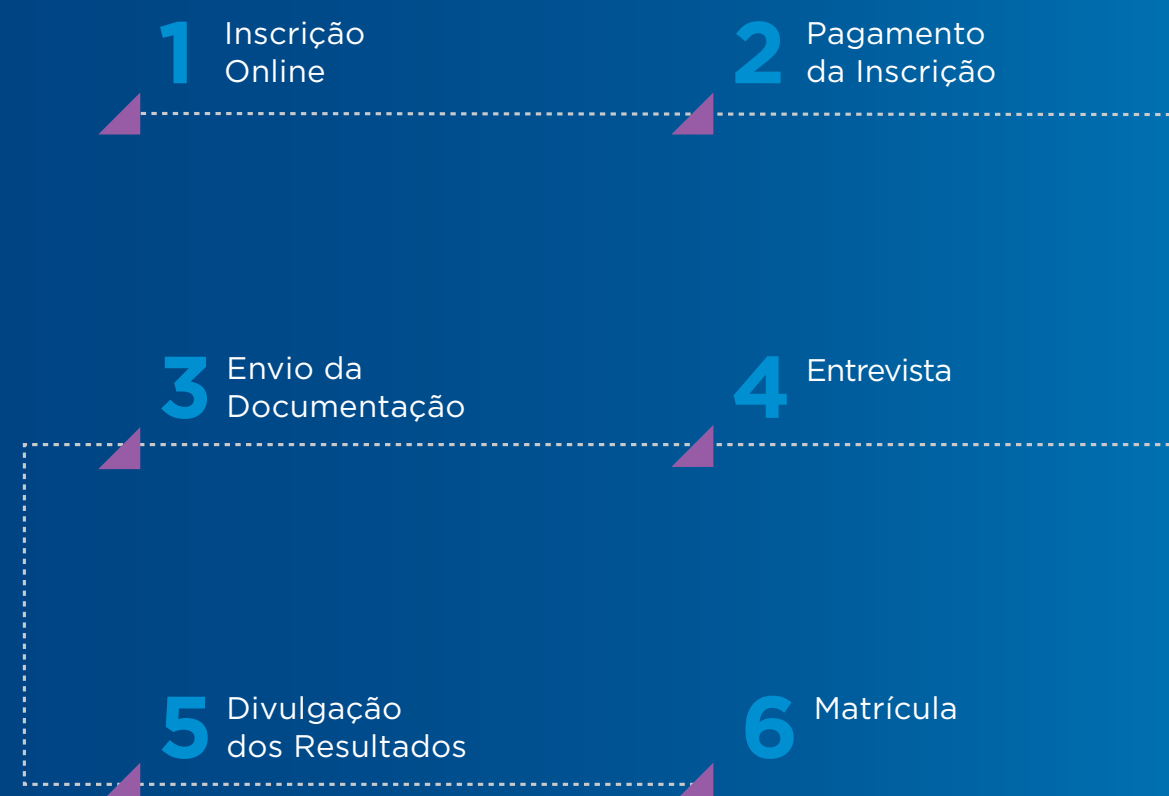 1 Inscrição
Online
2 Pagamento
da Inscrição
3 Envio da
Documentação
4 Entrevista
5 Divulgação
dos Resultados
6 Matrícula